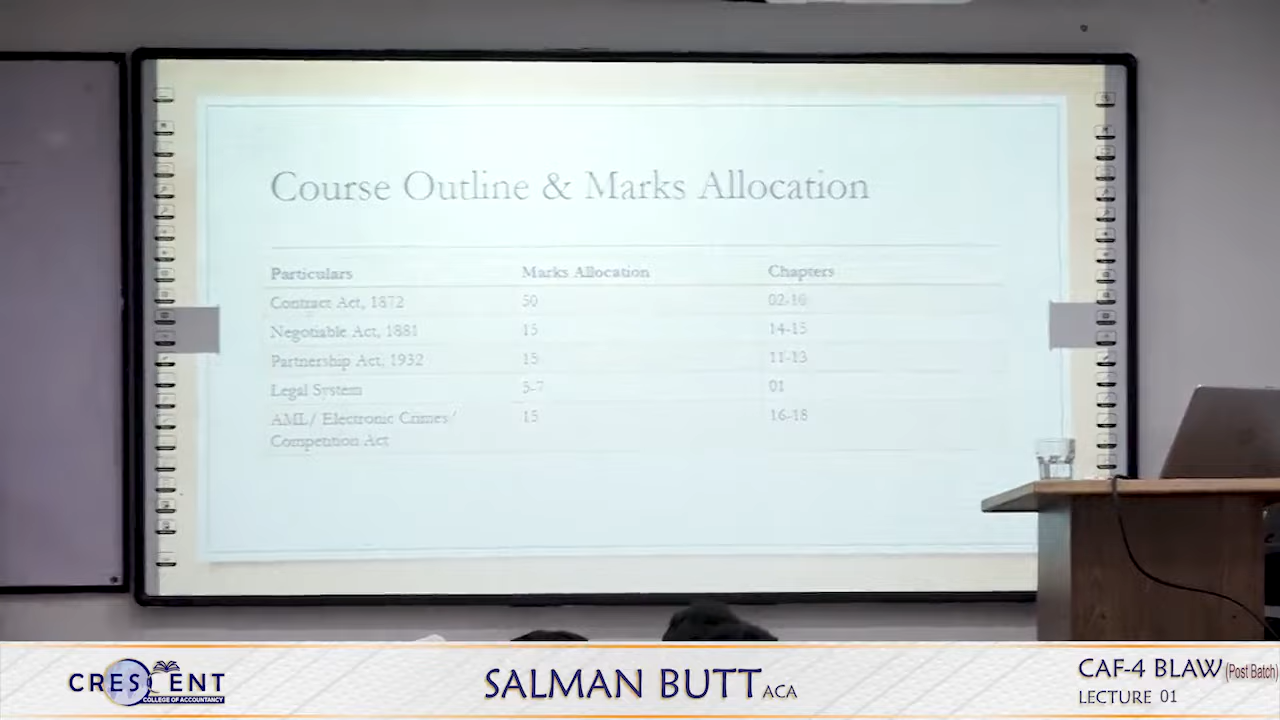 Course Outline & Marks Allocation
Particulars Marks Allocation Chapters
Contract Act, 1872 50 02-10
Negotiable Act, 1881 15 14-15
Partnership Act, 1932 15 11-13
Legal System 5-7 01
AML/ Electronic Crimes/ 15 16-18
Competition Act
CRESCENT
COLLEGE OF ACCOUNTANCY
SALMAN BUTT ACA
CAF-4 BLAW (Post Batch)
LECTURE 01